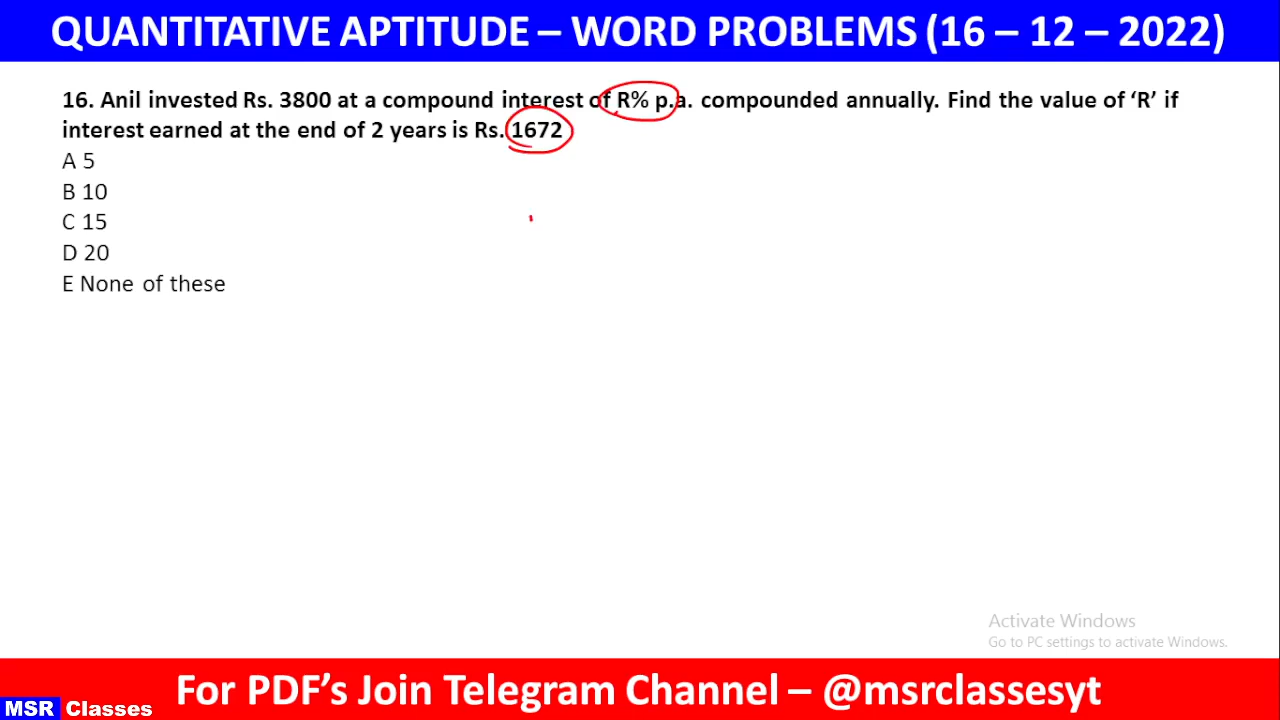 QUANTITATIVE APTITUDE – WORD PROBLEMS (16 – 12 – 2022)
16. Anil invested Rs. 3800 at a compound interest of R% p.a. compounded annually. Find the value of ‘R’ if
interest earned at the end of 2 years is Rs. 1672
A 5
B 10
C 15
D 20
E None of these
Activate Windows
Go to PC settings to activate Windows.
For PDF’s Join Telegram Channel – @msrclassesyt
MSR Classes